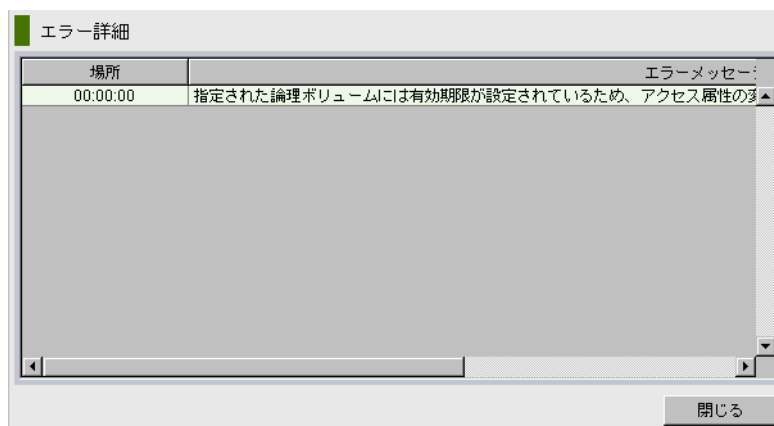 エラー詳細
場所 エラーメッセー
00:00:00 指定された論理ボリュームには有効期限が設定されているため、アクセス属性の
閉じる